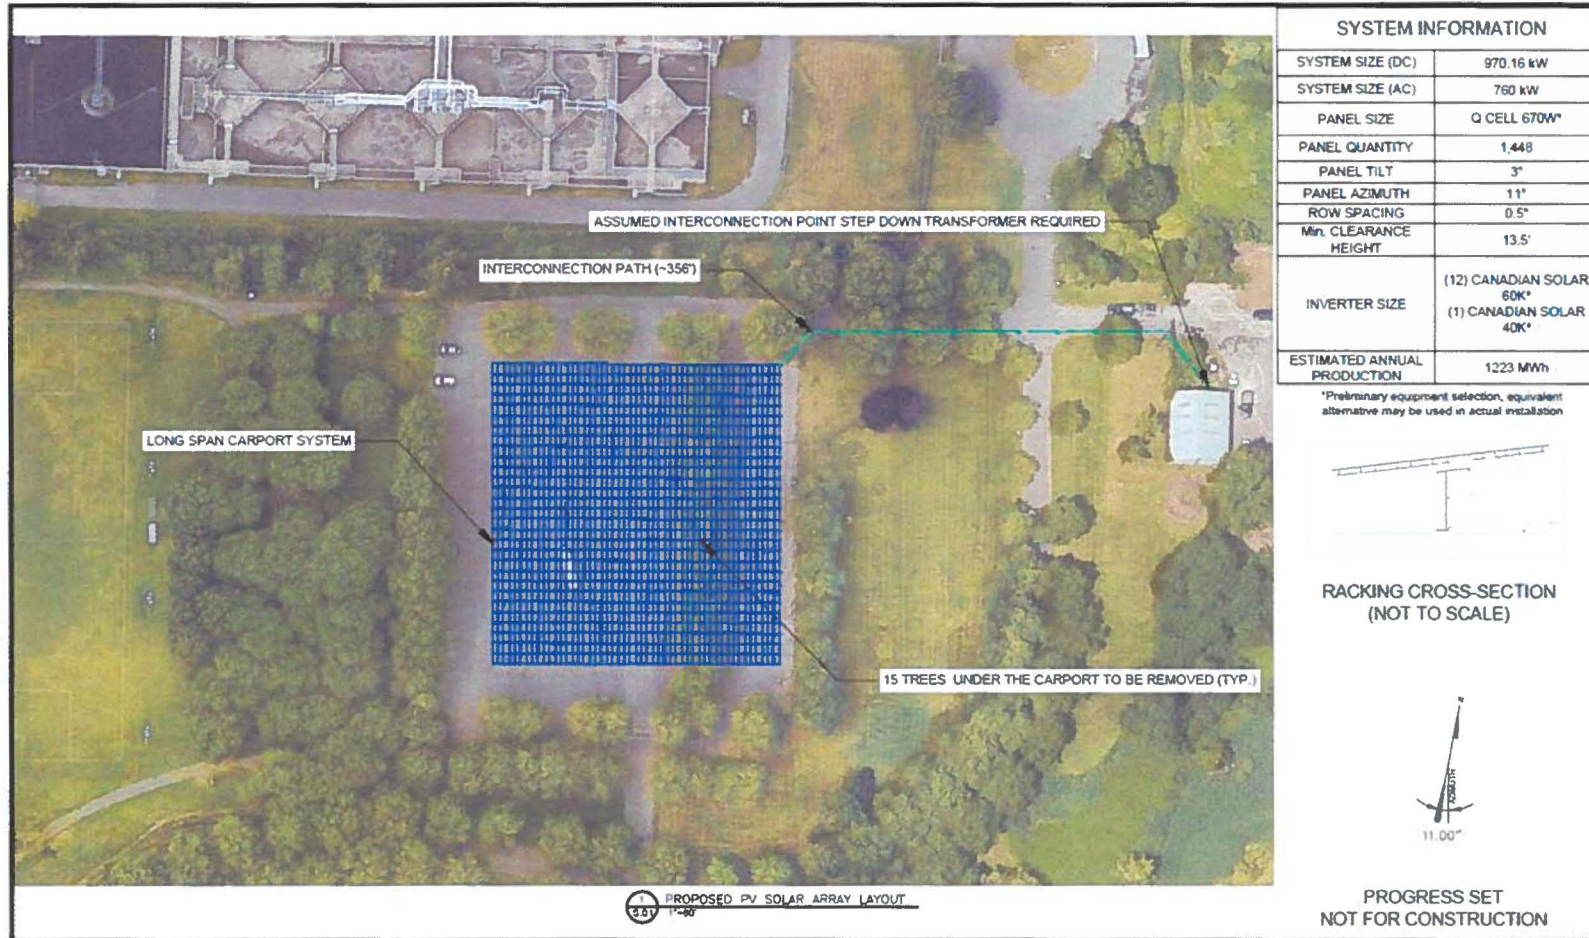 SYSTEM INFORMATION
SYSTEM SIZE (DC) 970.16 kW
SYSTEM SIZE (AC) 760 kW
PANEL SIZE Q CELL 670W*
PANEL QUANTITY 1,448
PANEL TILT 3°
PANEL AZIMUTH 11°
ROW SPACING 0.5"
Min. CLEARANCE
HEIGHT
13.5'
INVERTER SIZE
(12) CANADIAN SOLAR
60K*
(1) CANADIAN SOLAR
40K*
ESTIMATED ANNUAL
PRODUCTION
1223 MWh
*Preliminary equipment selection, equivalent
alternative may be used in actual installation
ASSUMED INTERCONNECTION POINT STEP DOWN TRANSFORMER REQUIRED
INTERCONNECTION PATH (~356')
LONG SPAN CARPORT SYSTEM
15 TREES UNDER THE CARPORT TO BE REMOVED (TYP.)
RACKING CROSS-SECTION
(NOT TO SCALE)
AZIMUTH
11.00°
PROGRESS SET
NOT FOR CONSTRUCTION
1 PROPOSED PV SOLAR ARRAY LAYOUT